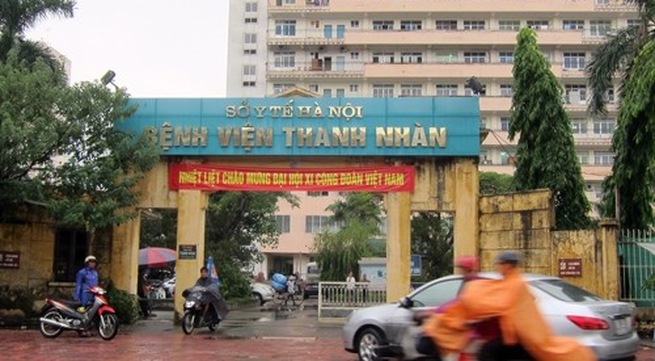 SỞ Y TẾ HÀ NỘI
BỆNH VIỆN THANH NHÀN
NHIỆT LIỆT CHÀO MỪNG ĐẠI HỘI XI CÔNG ĐOÀN VIỆT NAM